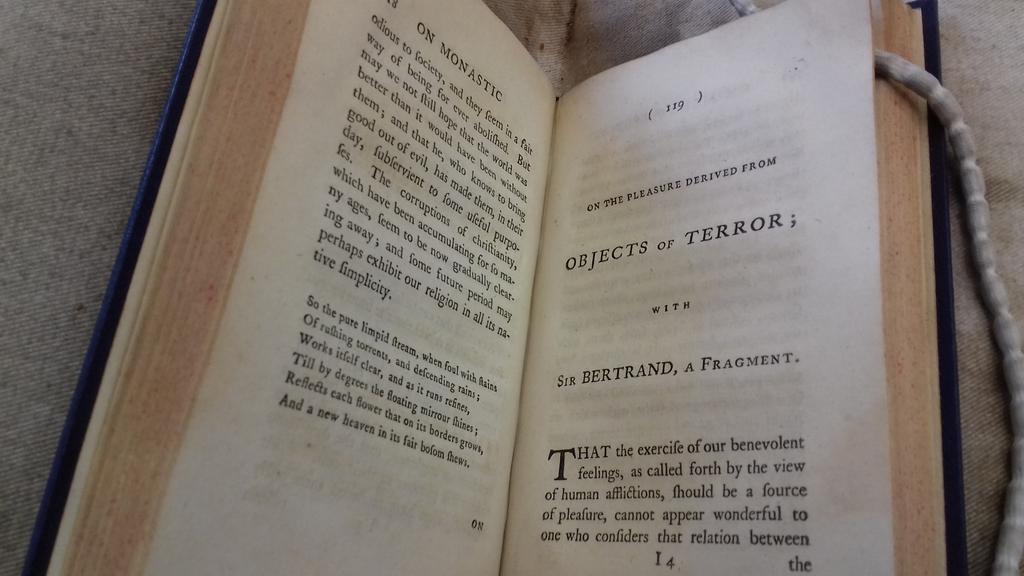 8
ON MONASTIC
odious to ſociety, and they ſeem in a fair
way of being for ever aboliſhed. But
may we not ſtill hope that the world was
better than it would have been without
them; and that he, who knows to bring
good out of evil, has made them, in their
day, ſubſervient to ſome uſeful purpo-
ſes. The corruptions of chriſtianity,
which have been accumulating for ſo ma-
ny ages, ſeem to be now gradually clear-
ing away; and ſome future period may
perhaps exhibit our religion in all its na-
tive ſimplicity.
So the pure limpid ſtream, when foul with ſtains
Of ruſhing torrents, and deſcending rains;
Works itſelf clear, and as it runs refines,
Till by degrees the floating mirrour ſhines;
Reflects each flower that on its borders grows,
And a new heaven in its fair boſom ſhews.
ON
( 119 )
ON THE PLEASURE DERIVED FROM
OBJECTS OF TERROR;
WITH
SIR BERTRAND, A FRAGMENT.
THAT the exerciſe of our benevolent
feelings, as called forth by the view
of human afflictions, ſhould be a ſource
of pleaſure, cannot appear wonderful to
one who conſiders that relation between
I 4 the